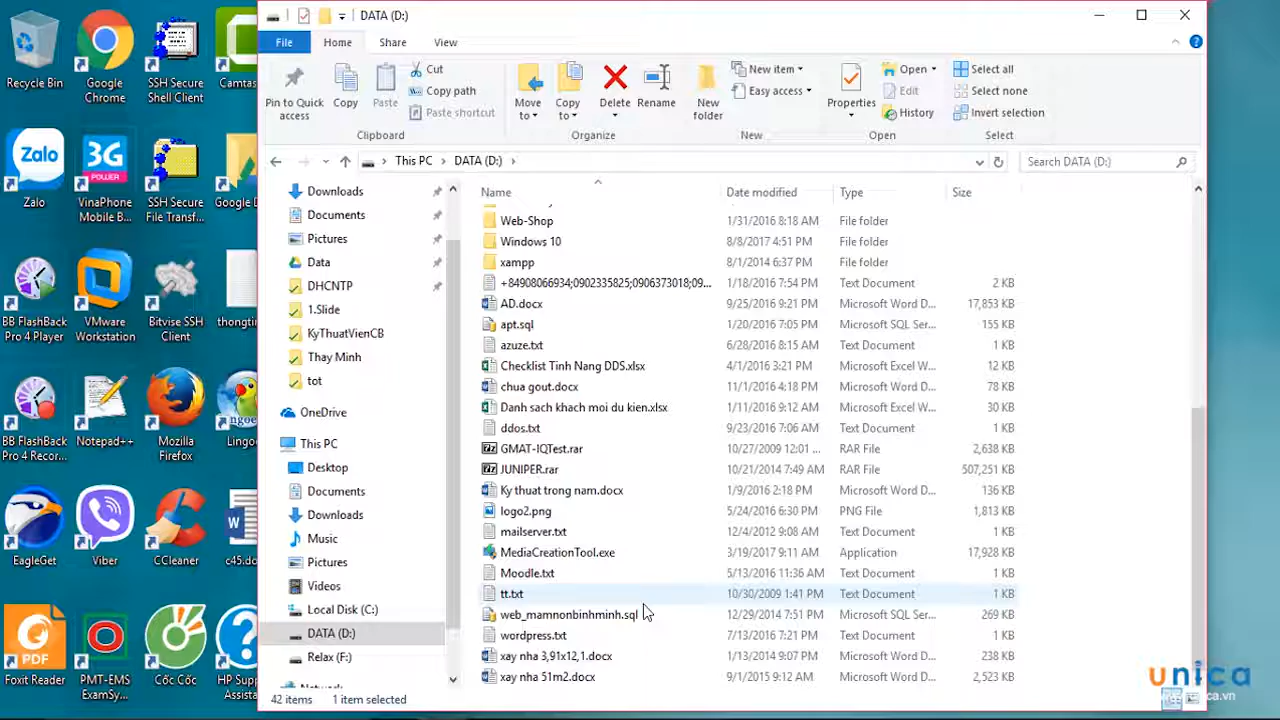 Recycle Bin
Google Chrome
SSH Secure Shell Client
Camtas
Zalo
VinaPhone Mobile B...
SSH Secure File Transf...
Google D
BB FlashBack Pro 4 Player
VMware Workstation
Bitvise SSH Client
thongtin
BB FlashBack Pro 4 Recor...
Notepad++
Mozilla Firefox
Lingo
EagleGet
Viber
CCleaner
c45.do
Foxit Reader
PMT-EMS ExamSy...
Cốc Cốc
HP Supp Assista
DATA (D:)
File Home Share View
Pin to Quick access
Copy
Paste
Cut
Copy path
Paste shortcut
Clipboard
Move to
Copy to
Delete
Rename
Organize
New folder
New item
Easy access
New
Properties
Open
Edit
History
Open
Select all
Select none
Invert selection
Select
This PC DATA (D:)
Search DATA (D:)
Downloads
Documents
Pictures
Data
DHCNTP
1.Slide
KyThuatVienCB
Thay Minh
tot
OneDrive
This PC
Desktop
Documents
Downloads
Music
Pictures
Videos
Local Disk (C:)
DATA (D:)
Relax (F:)
Name Date modified Type Size
Web-Shop 1/31/2016 8:18 AM File folder
Windows 10 8/8/2017 4:51 PM File folder
xampp 8/1/2014 6:37 PM File folder
+84908066934;0902335825;0906373018;09... 1/18/2016 7:54 PM Text Document 2 KB
AD.docx 9/25/2016 9:21 PM Microsoft Word D... 17,853 KB
apt.sql 1/20/2016 7:05 PM Microsoft SQL Ser... 155 KB
azuze.txt 6/28/2016 8:15 AM Text Document 1 KB
Checklist Tinh Nang DDS.xlsx 4/1/2016 3:21 PM Microsoft Excel W... 12 KB
chua gout.docx 11/1/2016 4:18 PM Microsoft Word D... 78 KB
Danh sach khach moi du kien.xlsx 1/11/2016 9:12 AM Microsoft Excel W... 30 KB
ddos.txt 9/23/2016 7:06 AM Text Document 1 KB
GMAT-IQTest.rar 10/27/2009 12:01 ... RAR File 2,638 KB
JUNIPER.rar 10/21/2014 7:49 AM RAR File 507,251 KB
Ky thuat trong nam.docx 1/9/2016 2:18 PM Microsoft Word D... 136 KB
logo2.png 5/24/2016 6:30 PM PNG File 1,813 KB
mailserver.txt 12/4/2012 9:08 AM Text Document 1 KB
MediaCreationTool.exe 3/19/2017 9:11 AM Application 17,928 KB
Moodle.txt 5/13/2016 11:36 AM Text Document 1 KB
tt.txt 10/30/2009 1:41 PM Text Document 1 KB
web_mamnonbinhminh.sql 12/29/2014 7:51 PM Microsoft SQL Ser... 269 KB
wordpress.txt 7/13/2016 7:21 PM Text Document 1 KB
xay nha 3,91x12,1.docx 1/13/2014 9:07 PM Microsoft Word D... 238 KB
xay nha 51m2.docx 9/1/2015 9:12 AM Microsoft Word D... 2,523 KB
42 items 1 item selected
unica